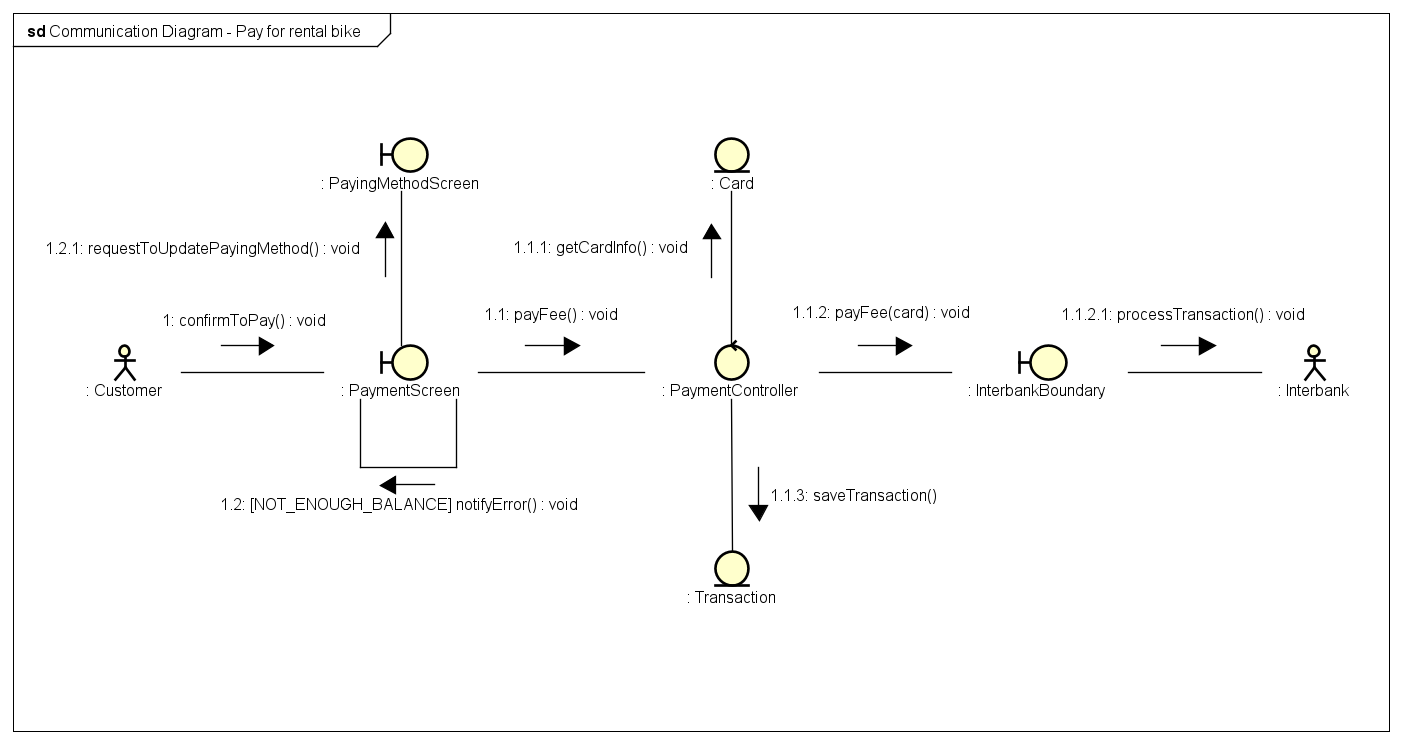 sd Communication Diagram - Pay for rental bike
: PayingMethodScreen
: Card
1.2.1: requestToUpdatePayingMethod() : void
1.1.1: getCardInfo() : void
1: confirmToPay() : void
1.1: payFee() : void
1.1.2: payFee(card) : void
1.1.2.1: processTransaction() : void
: Customer
: PaymentScreen
: PaymentController
: InterbankBoundary
: Interbank
1.2: [NOT_ENOUGH_BALANCE] notifyError() : void
1.1.3: saveTransaction()
: Transaction